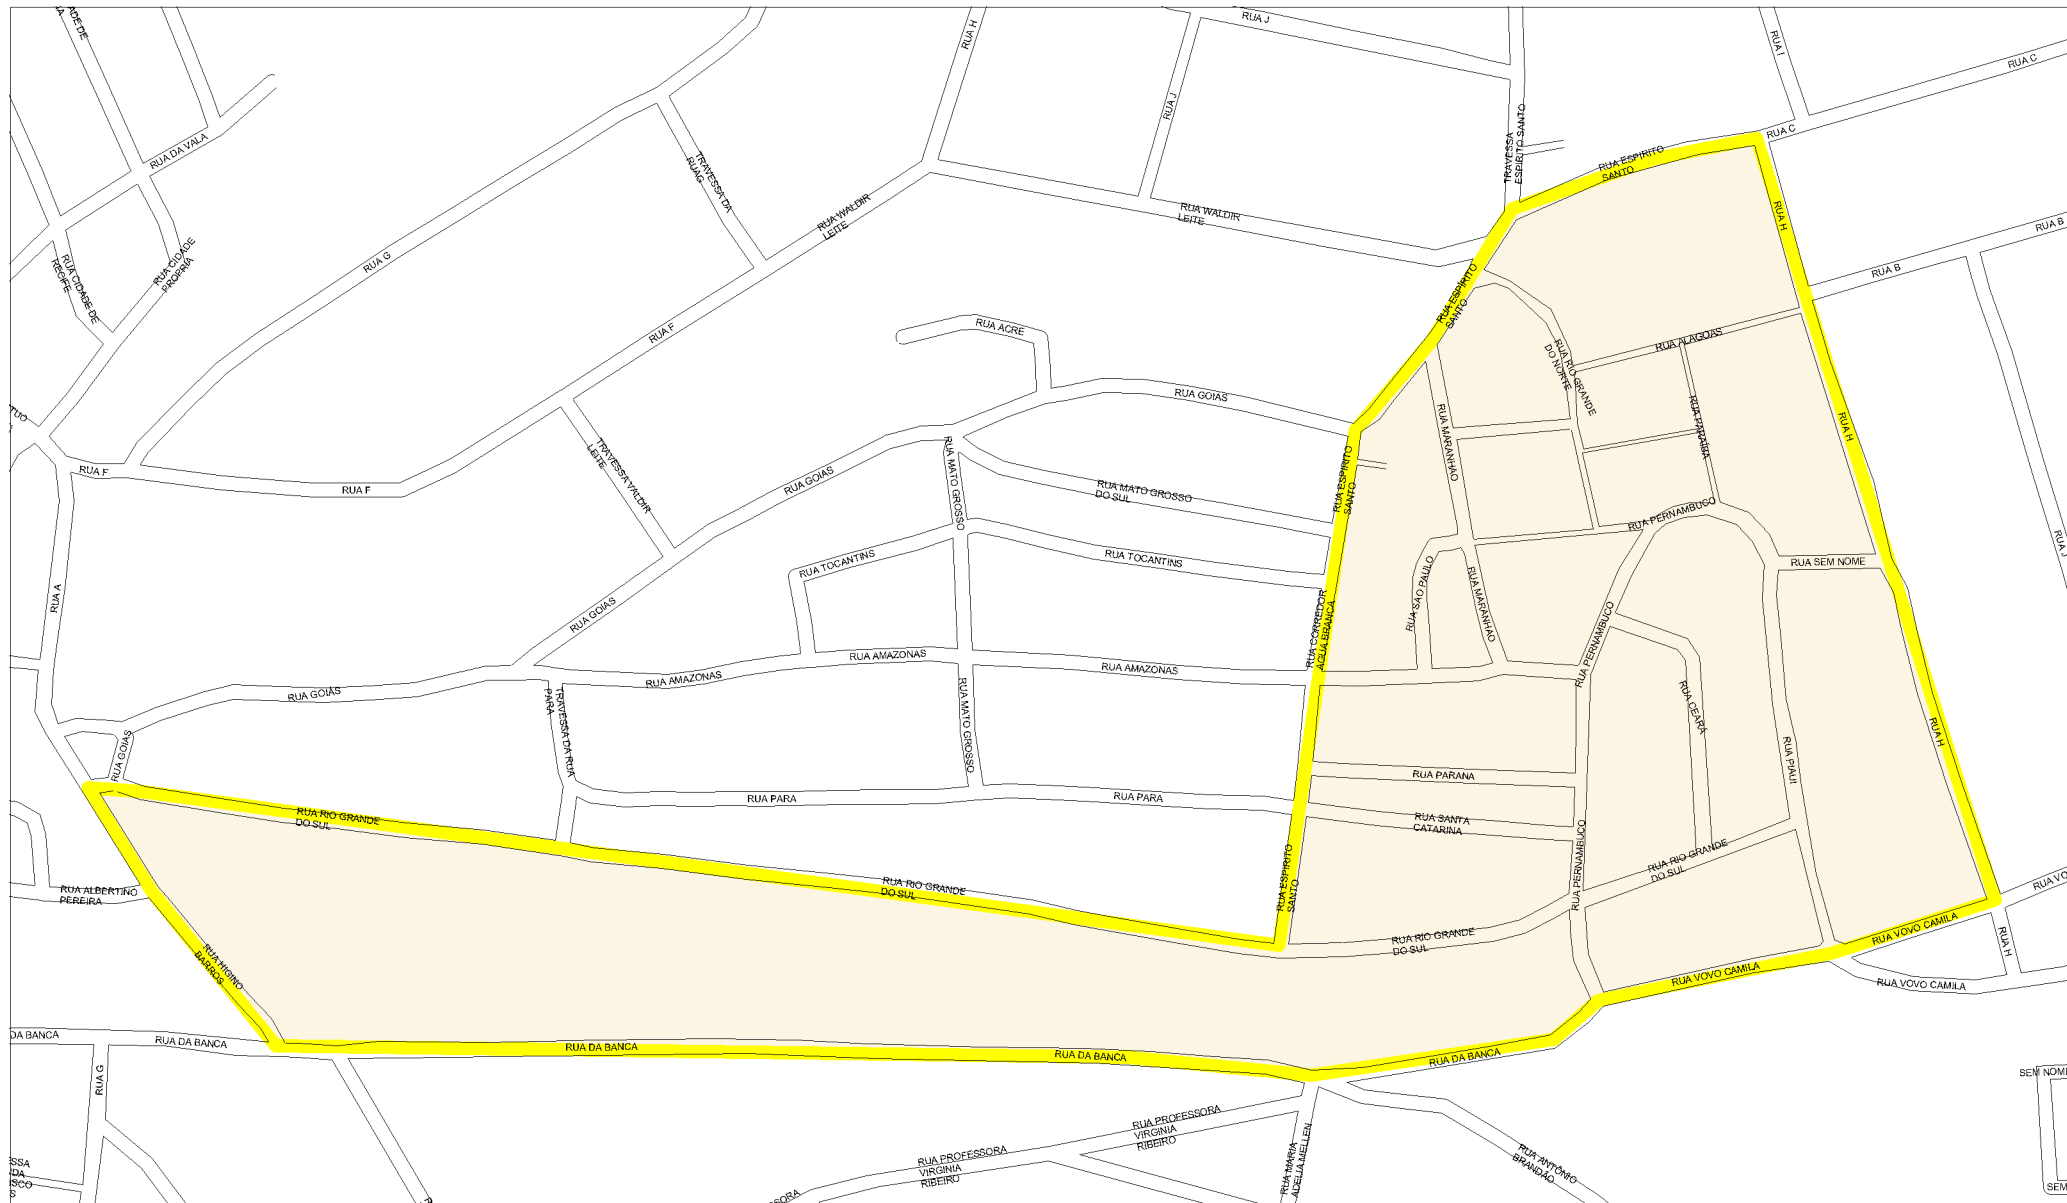 RUA J
RUA H
RUA I
RUA C
RUA J
TRAVESSA
ESPIRITO SANTO
RUA C
RUA DA VALA
RUA ESPIRITO
SANTO
TRAVESSA DA
RUAG
RUA WALDIR
LEITE
RUA WALDIR
LEITE
RUA H
RUA B
RUA B
RUA G
RUA CIDADE
PROPRIA
RUA CIDADE DE
RECIFE
RUA ESPÍRITO
SANTO
RUA ACRE
RUA F
RUA ALAGOAS
RUA RIO GRANDE
DO NORTE
RUA GOIAS
RUA PARAÍBA
RUA H
RUA MARANHAO
RUA F
RUA F
TRAVESSA VALDIR
LEITE
RUA GOIAS
RUA MATO GROSSO
RUA MATO GROSSO
DO SUL
RUA ESPIRITO
SANTO
RUA PERNAMBUCO
RUA J
RUA TOCANTINS
RUA TOCANTINS
RUA SEM NOME
RUA A
RUA GOIAS
RUA CORREDOR
AGUA BRANCA
RUA SAO PAULO
RUA MARANHAO
RUA PERNAMBUCO
RUA AMAZONAS
RUA AMAZONAS
RUA AMAZONAS
RUA GOIAS
TRAVESSA DA RUA
PARA
RUA MATO GROSSO
RUA CEARA
RUA PIAUI
RUA H
RUA GOIAS
RUA PARANA
RUA PARA
RUA PARA
RUA RIO GRANDE
DO SUL
RUA SANTA
CATARINA
RUA PERNAMBUCO
RUA RIO GRANDE
DO SUL
RUA ESPIRITO
SANTO
RUA RIO GRANDE
DO SUL
RUA ALBERTINO
PEREIRA
RUA VO
RUA VOVO CAMILA
RUA H
RUA RIO GRANDE
DO SUL
RUA HIGINO
BARROS
RUA VOVO CAMILA
RUA VOVO CAMILA
DA BANCA
RUA DA BANCA
RUA DA BANCA
RUA DA BANCA
RUA DA BANCA
RUA G
SEM NOME
RUA PROFESSORA
VIRGINIA
RIBEIRO
RUA PROFESSORA
VIRGINIA
RIBEIRO
RUA MARIA
ADELIA MELLEN
RUA ANTÔNIO
BRANDÃO
SEM